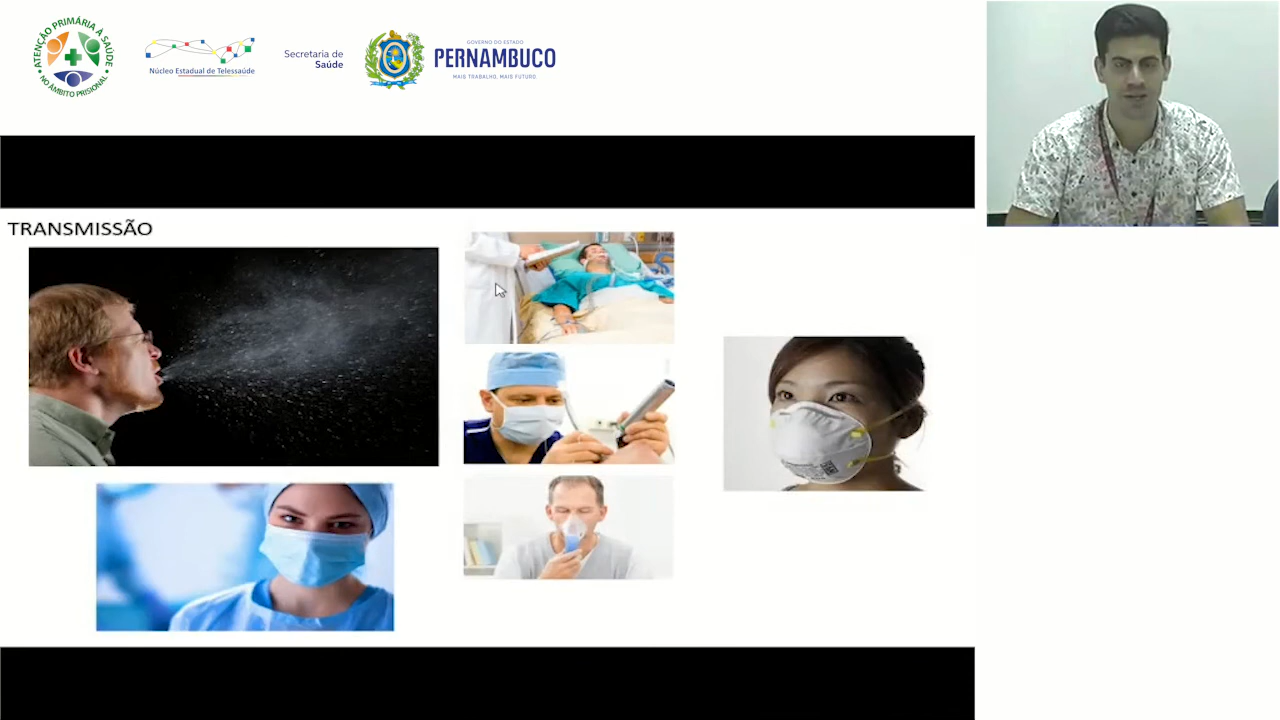 ATENÇÃO PRIMÁRIA À SAÚDE
NO ÂMBITO PRISIONAL
Núcleo Estadual de Telessaúde
Secretaria de
Saúde
GOVERNO DO ESTADO
PERNAMBUCO
MAIS TRABALHO, MAIS FUTURO.
TRANSMISSÃO